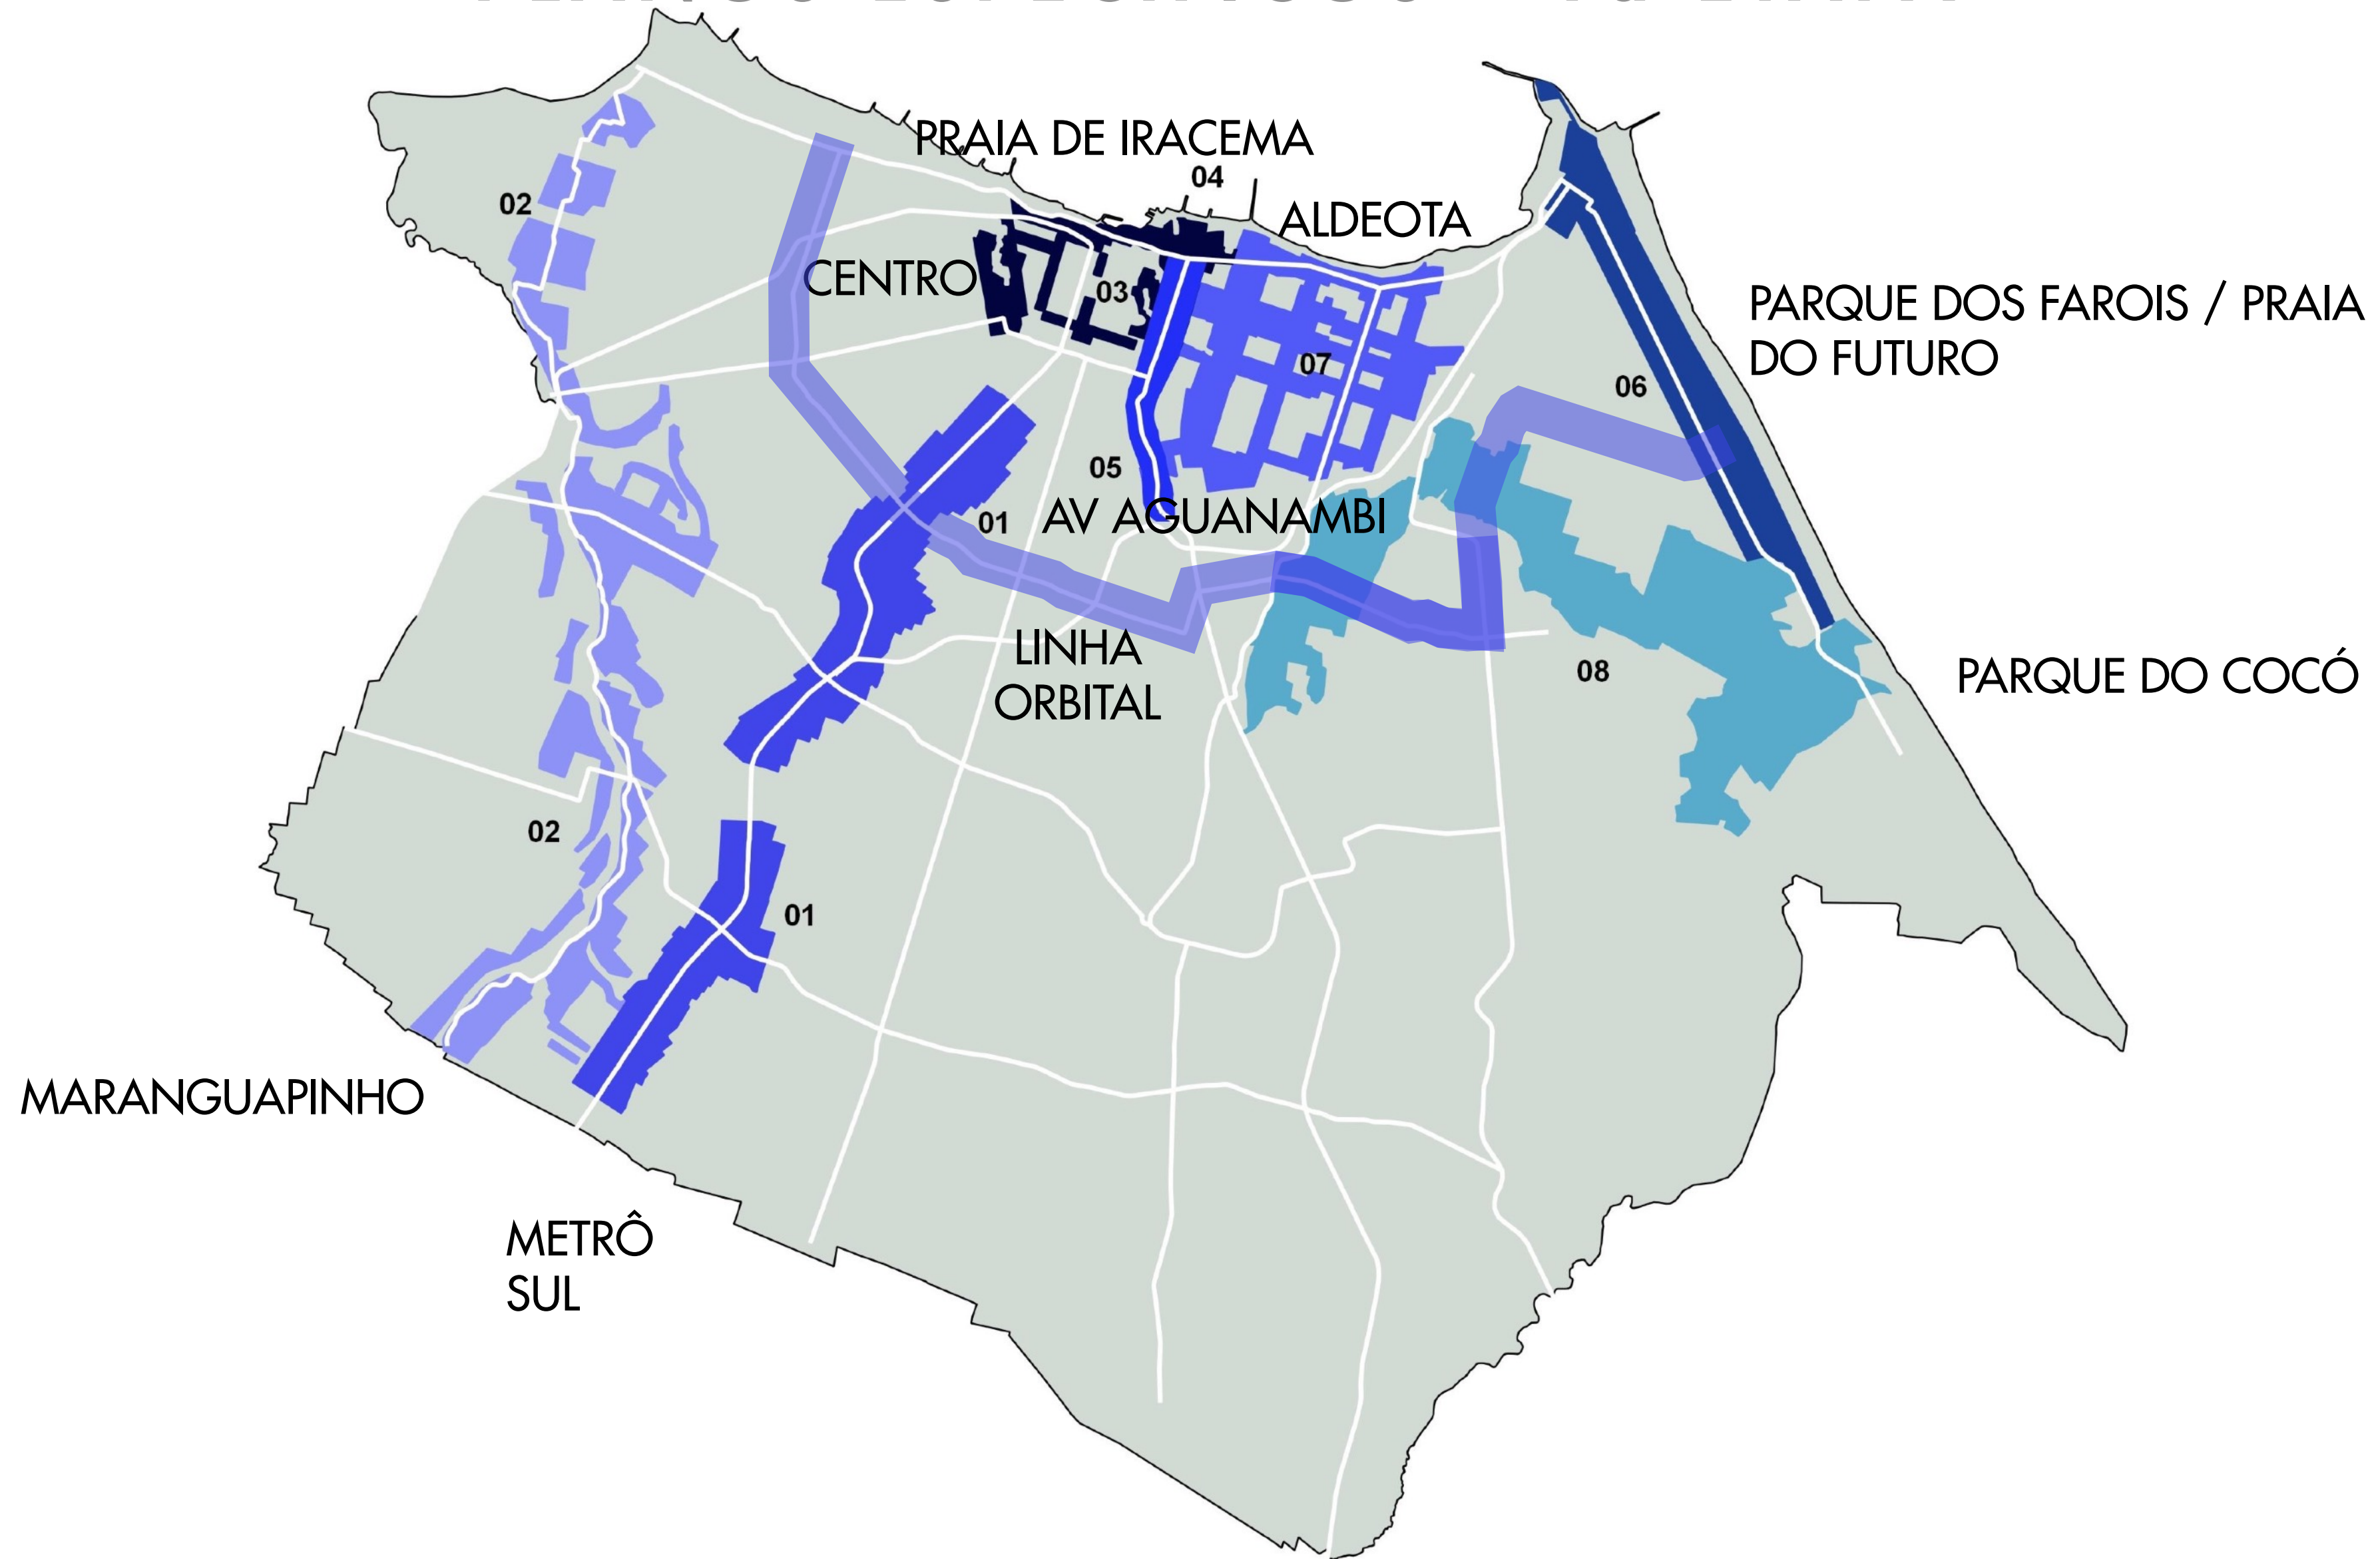 PRAIA DE IRACEMA
04
02
ALDEOTA
CENTRO
03
PARQUE DOS FAROIS / PRAIA
DO FUTURO
07
06
05
01
AV AGUANAMBI
LINHA
ORBITAL
08
PARQUE DO COCÓ
02
01
MARANGUAPINHO
METRÔ
SUL